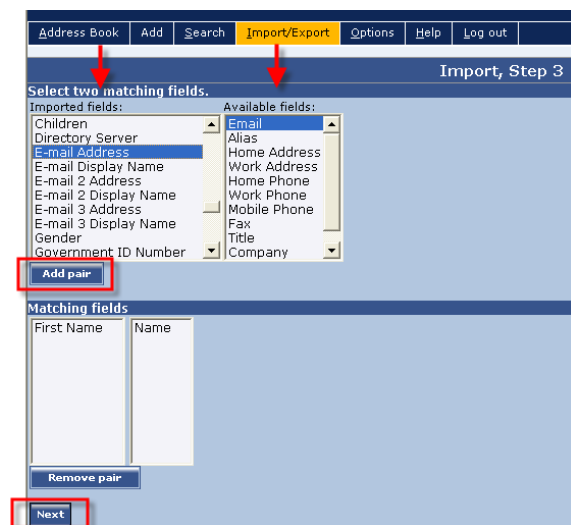 Address Book Add Search Import/Export Options Help Log out
Import, Step 3
Select two matching fields.
Imported fields: Available fields:
Children Email
Directory Server Alias
E-mail Address Home Address
E-mail Display Name Work Address
E-mail 2 Address Home Phone
E-mail 2 Display Name Work Phone
E-mail 3 Address Mobile Phone
E-mail 3 Display Name Fax
Gender Title
Government ID Number Company
Add pair
Matching fields
First Name Name
Remove pair
Next